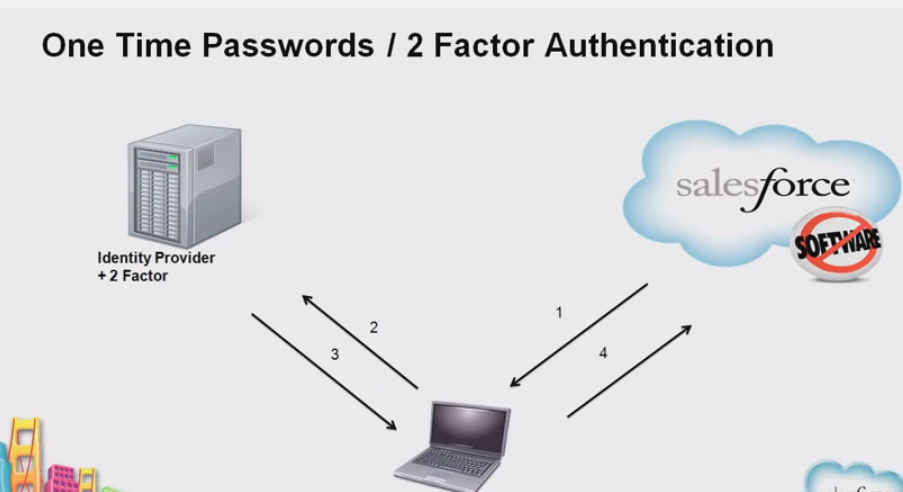 One Time Passwords / 2 Factor Authentication
salesforce
SOFTWARE
Identity Provider
+ 2 Factor
1
2
3
4